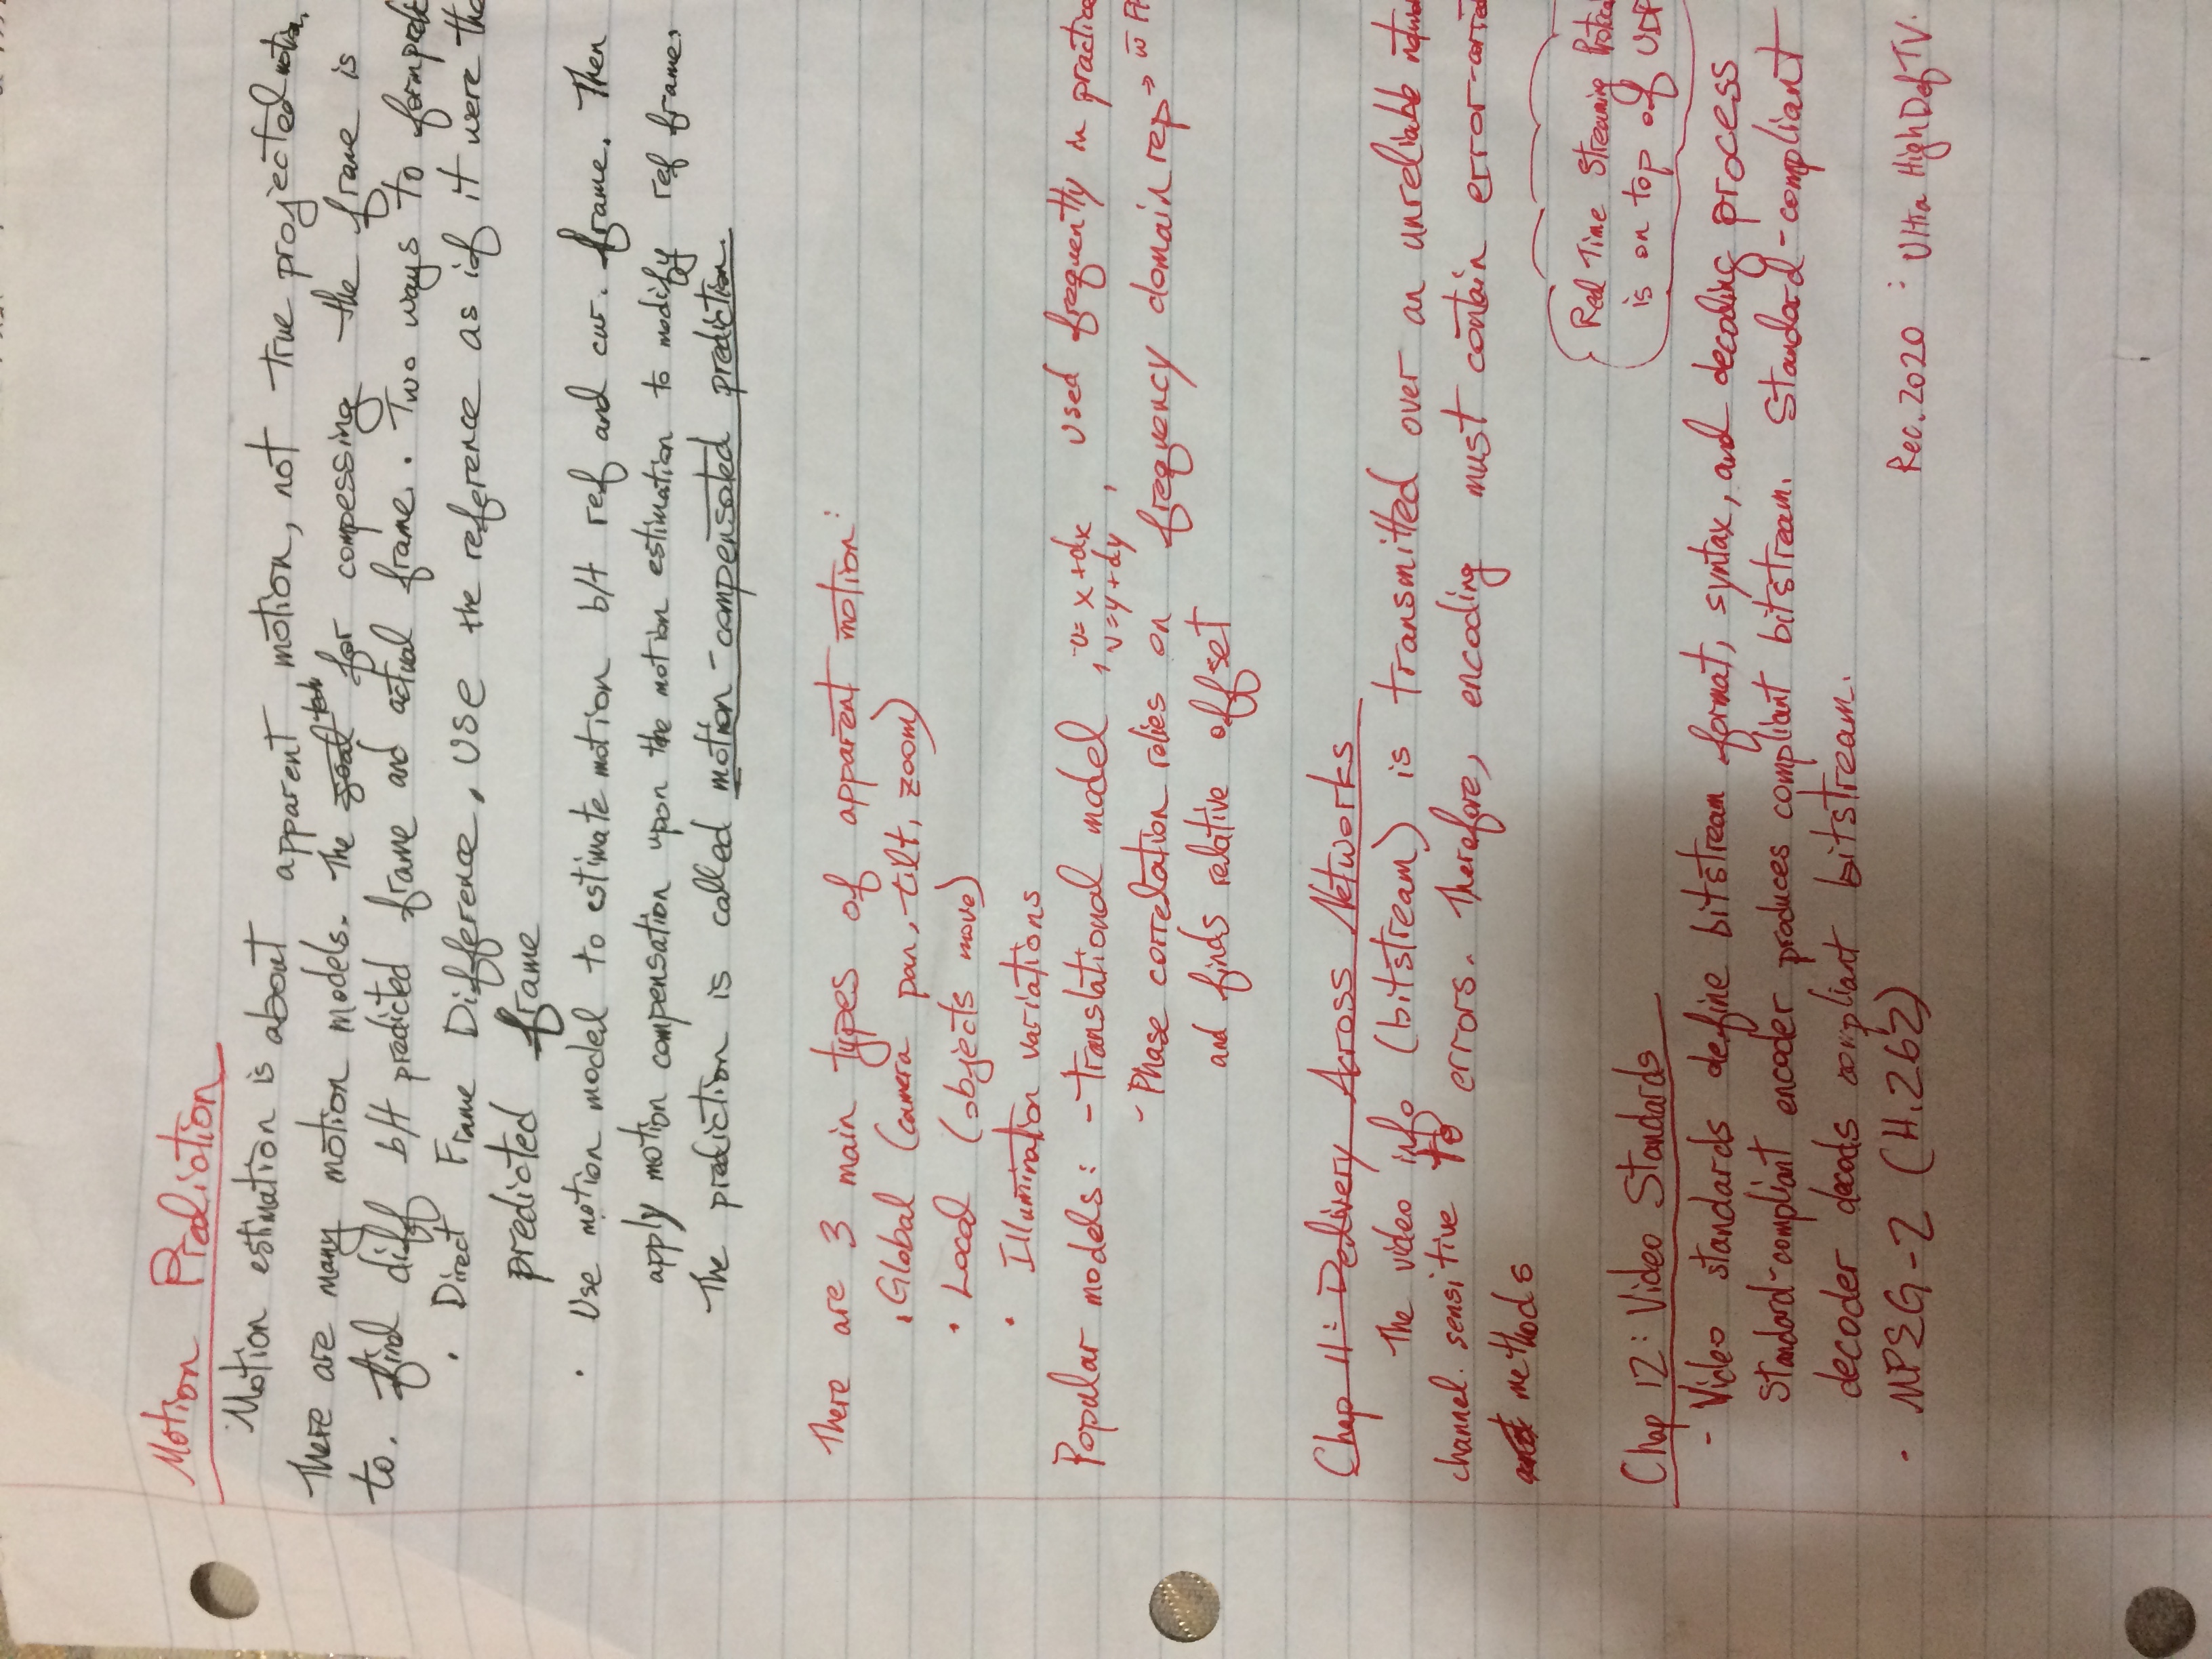 Motion Prediction
Motion estimation is about apparent motion, not true projected motion.
There are many motion models. The goal tech for compessing the frame is
to. find diff b/t predicted frame and actual frame. Two ways to form
• Direct Frame Difference, use the reference as if it were the
predicted frame
• Use motion model to estimate motion b/t ref and cur. frame. Then
apply motion compensation upon the motion estimation to modify ref frame.
The prediction is called motion-compensated prediction.
There are 3 main types of apparent motion:
• Global (camera pan, tilt, zoom)
• Local (objects move)
• Illumination variations
Popular models: - Translational model, u = x + dx, used frequently in practice
v = y + dy
- Phase correlation relies on frequency domain rep →
and finds relative offset
Chap 11: Delivery Across Networks
The video info (bitstream) is transmitted over an unreliable
channel. sensitive to errors. Therefore, encoding must contain
and methods
Real Time Streaming
is on top of
Chap 12: Video Standards
- Video standards define bitstream format, syntax, and decoding process
Standard-compliant encoder produces compliant bitstream. Standard-compliant
decoder decods compliant bitstream.
• MPEG-2 (H.262) Rec. 2020 : Ultra High Def TV.